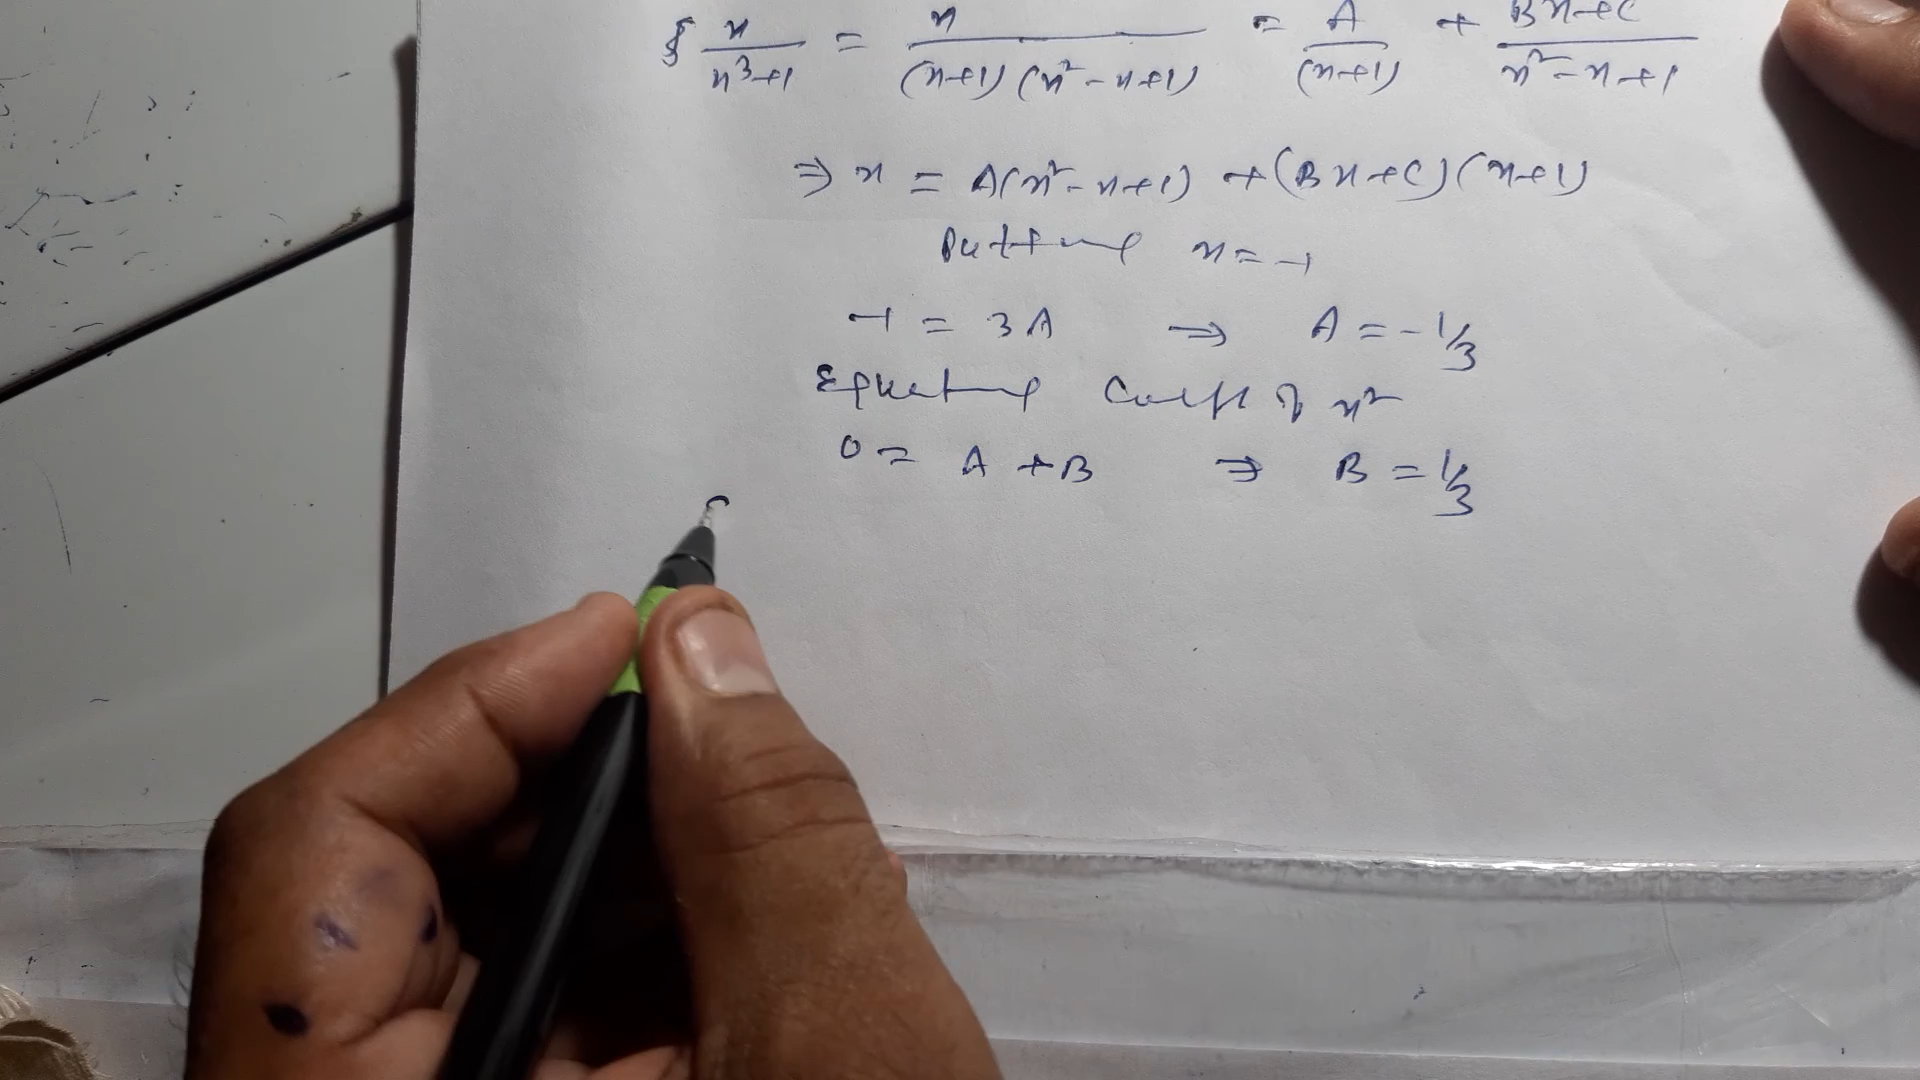 ∫ x/(x³+1) = x/((x+1)(x²-x+1)) = A/(x+1) + (Bx+C)/(x²-x+1)
⇒ x = A(x²-x+1) + (Bx+C)(x+1)
Putting x = -1
-1 = 3A ⇒ A = -1/3
Equating Coeff of x²
0 = A + B ⇒ B = 1/3